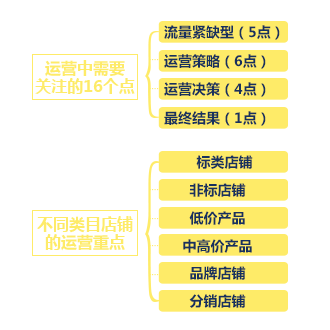 运营中需要
关注的16个点
流量紧缺型（5点）
运营策略（6点）
运营决策（4点）
最终结果（1点）
不同类目店铺
的运营重点
标类店铺
非标店铺
低价产品
中高价产品
品牌店铺
分销店铺